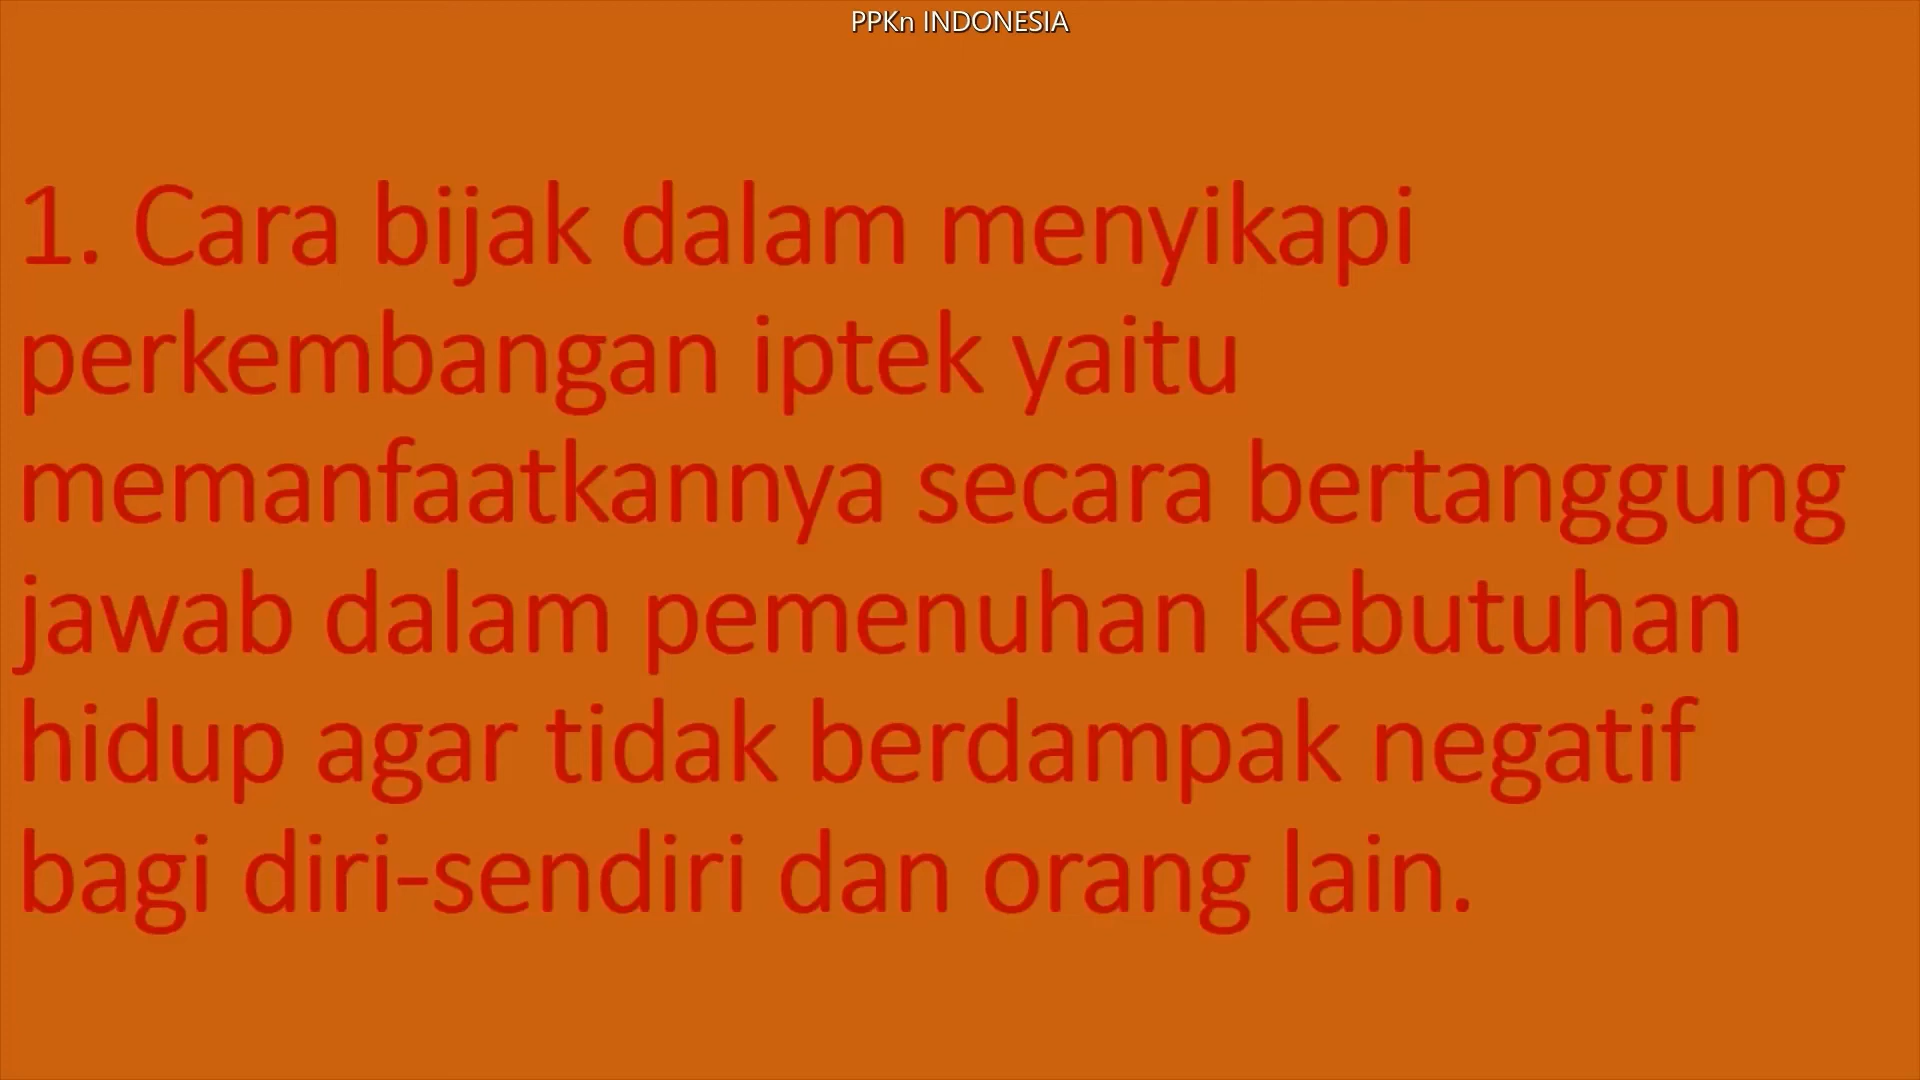 PPKn INDONESIA
1. Cara bijak dalam menyikapi
perkembangan iptek yaitu
memanfaatkannya secara bertanggung
jawab dalam pemenuhan kebutuhan
hidup agar tidak berdampak negatif
bagi diri-sendiri dan orang lain.